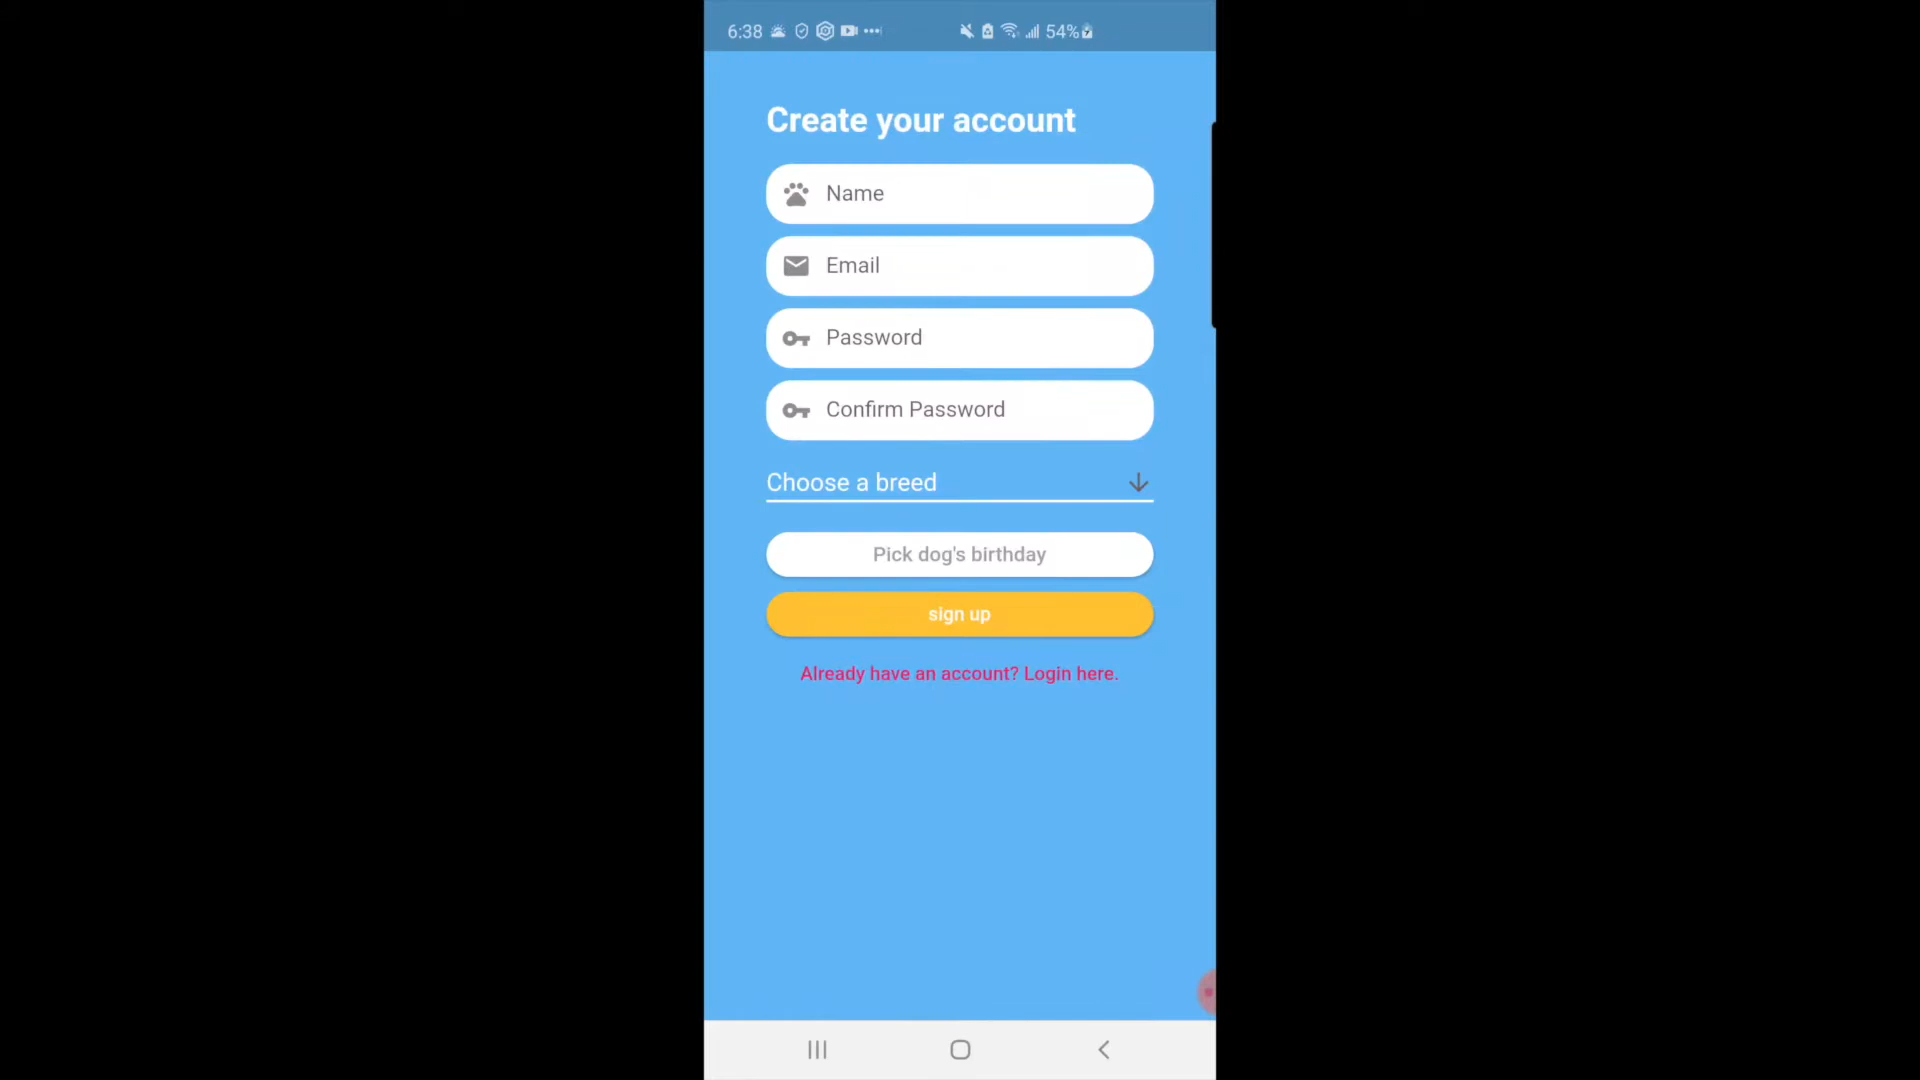 6:38 54%
Create your account
Name
Email
Password
Confirm Password
Choose a breed
Pick dog's birthday
sign up
Already have an account? Login here.